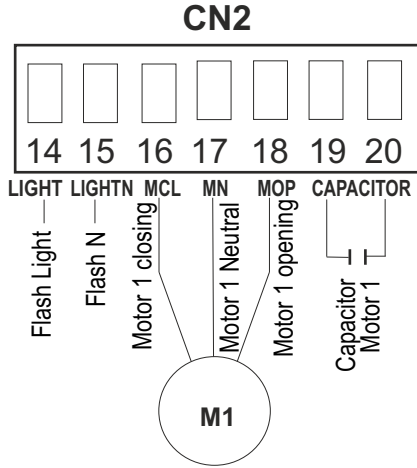 CN2
14 15 16 17 18 19 20
LIGHT LIGHTN MCL MN MOP CAPACITOR
Flash Light
Flash N
Motor 1 closing
Motor 1 Neutral
Motor 1 opening
Capacitor
Motor 1
M1